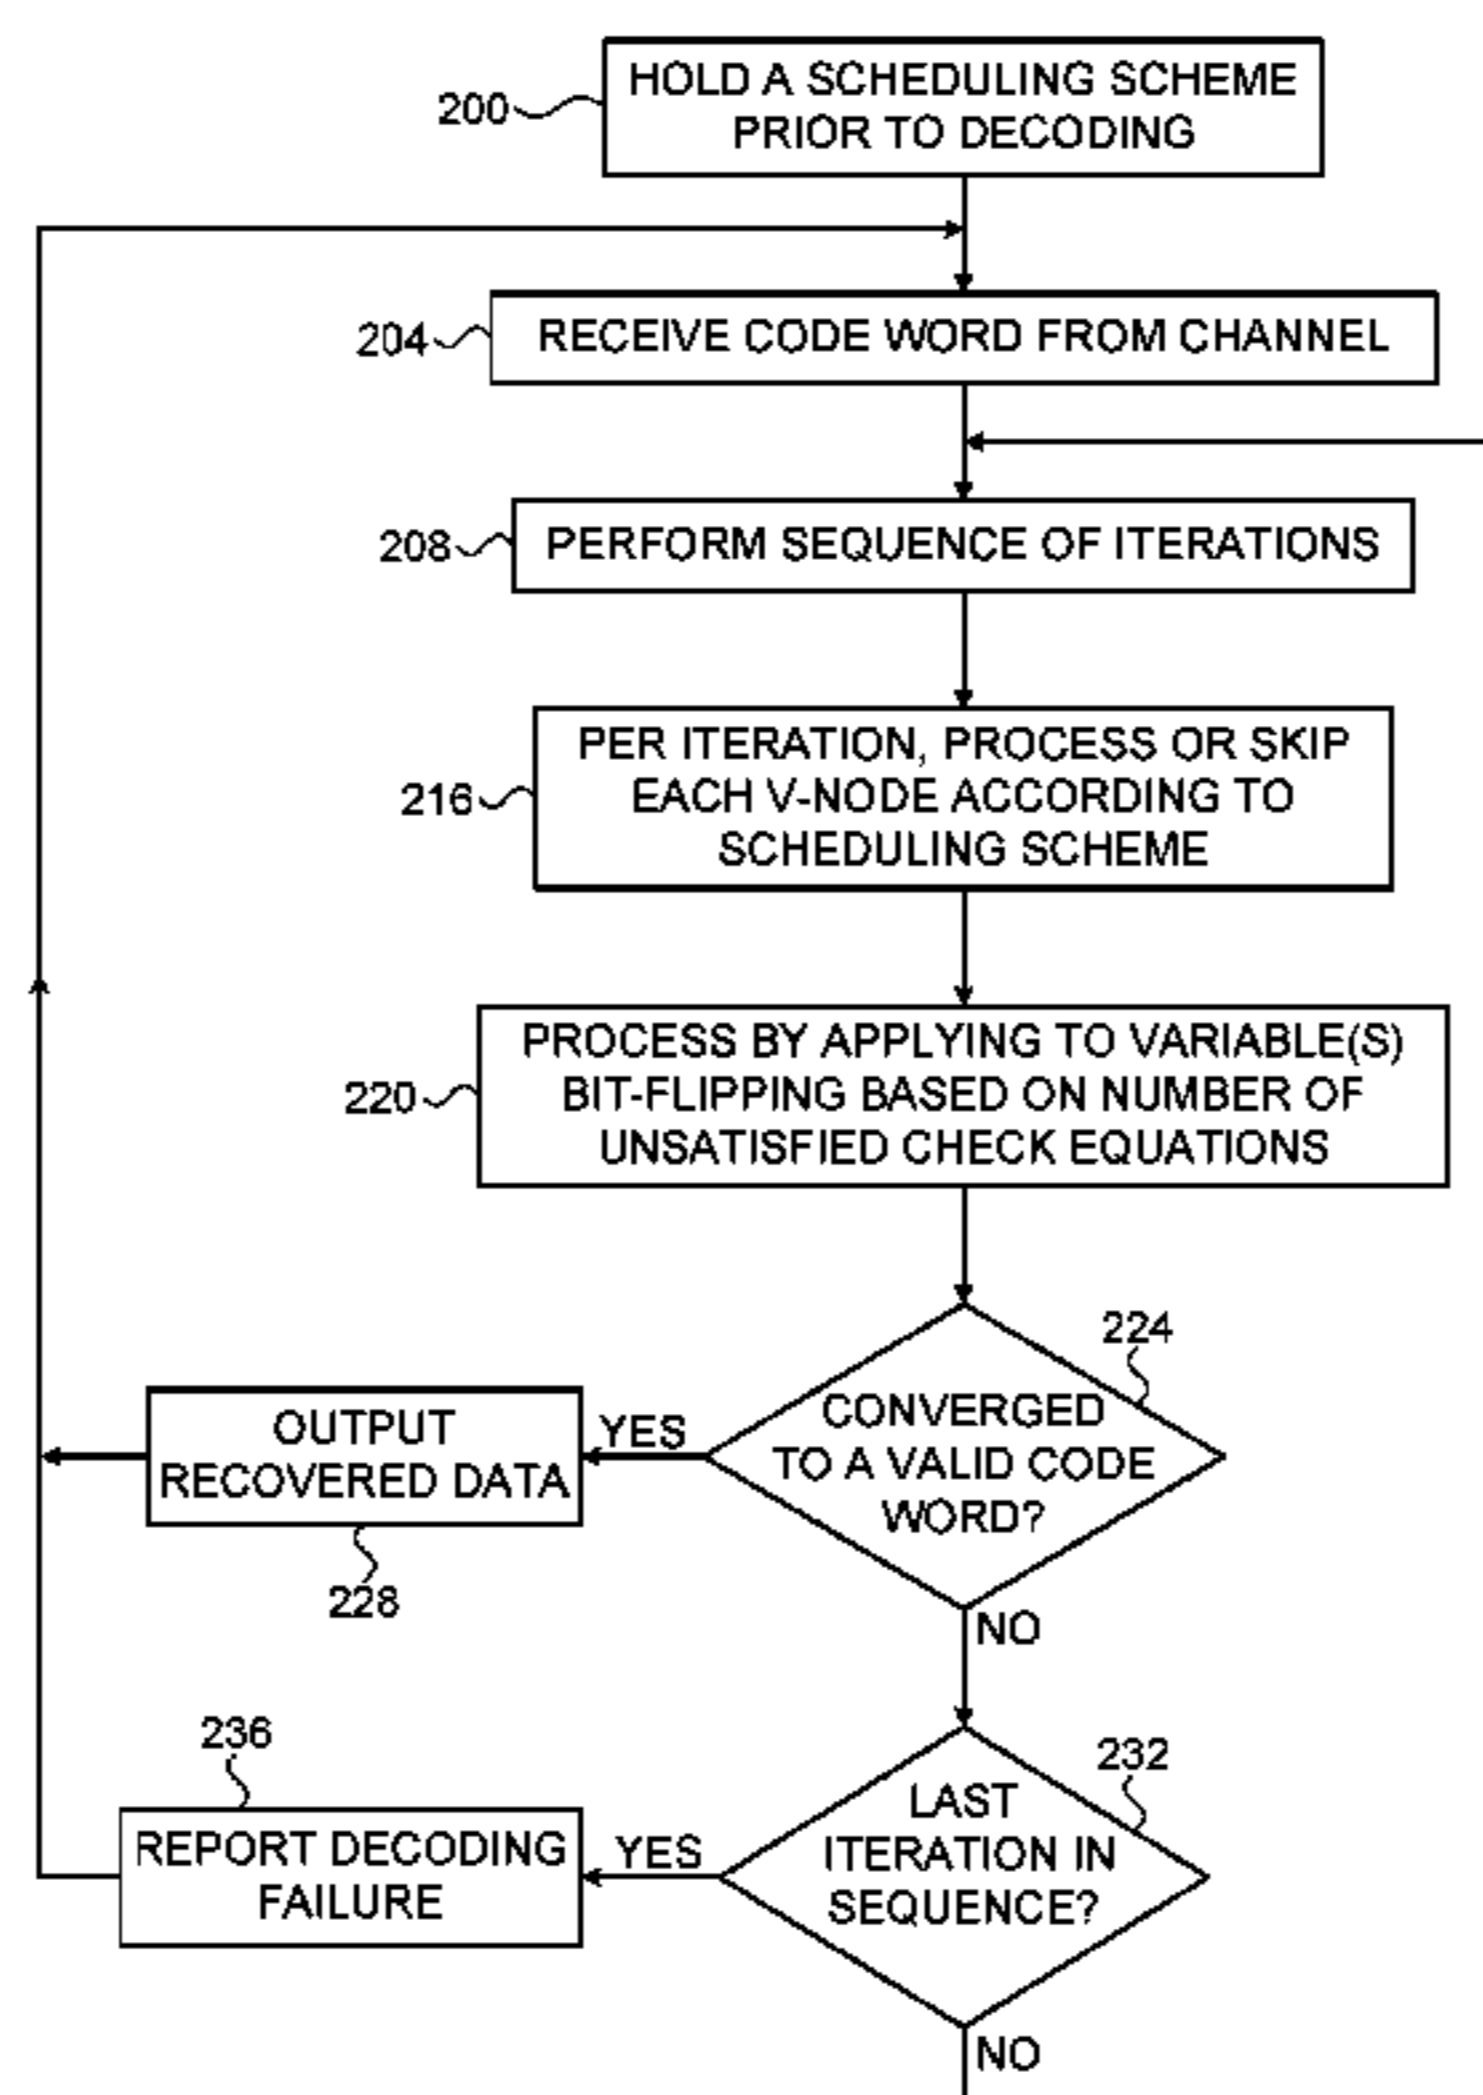 HOLD A SCHEDULING SCHEME
PRIOR TO DECODING
200
RECEIVE CODE WORD FROM CHANNEL
204
PERFORM SEQUENCE OF ITERATIONS
208
PER ITERATION, PROCESS OR SKIP
EACH V-NODE ACCORDING TO
SCHEDULING SCHEME
216
PROCESS BY APPLYING TO VARIABLE(S)
BIT-FLIPPING BASED ON NUMBER OF
UNSATISFIED CHECK EQUATIONS
220
224
CONVERGED
TO A VALID CODE
WORD?
YES
OUTPUT
RECOVERED DATA
228
NO
232
LAST
ITERATION IN
SEQUENCE?
YES
236
REPORT DECODING
FAILURE
NO